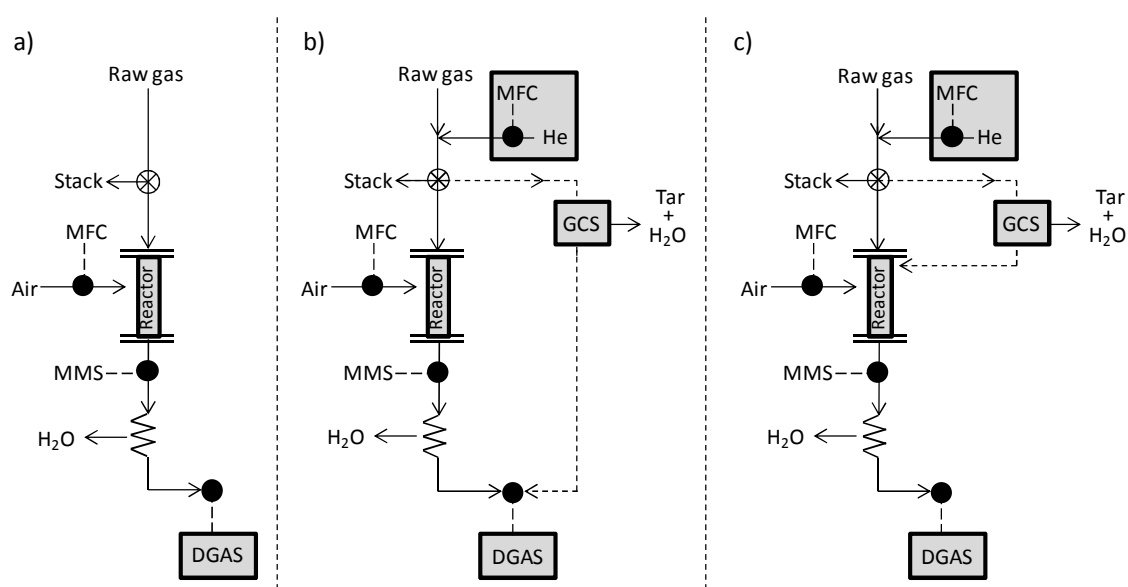 a)
Raw gas
Stack
MFC
Air
Reactor
MMS
H₂O
DGAS
b)
Raw gas
MFC
He
Stack
GCS
Tar
+
H₂O
MFC
Air
Reactor
MMS
H₂O
DGAS
c)
Raw gas
MFC
He
Stack
GCS
Tar
+
H₂O
MFC
Air
Reactor
MMS
H₂O
DGAS